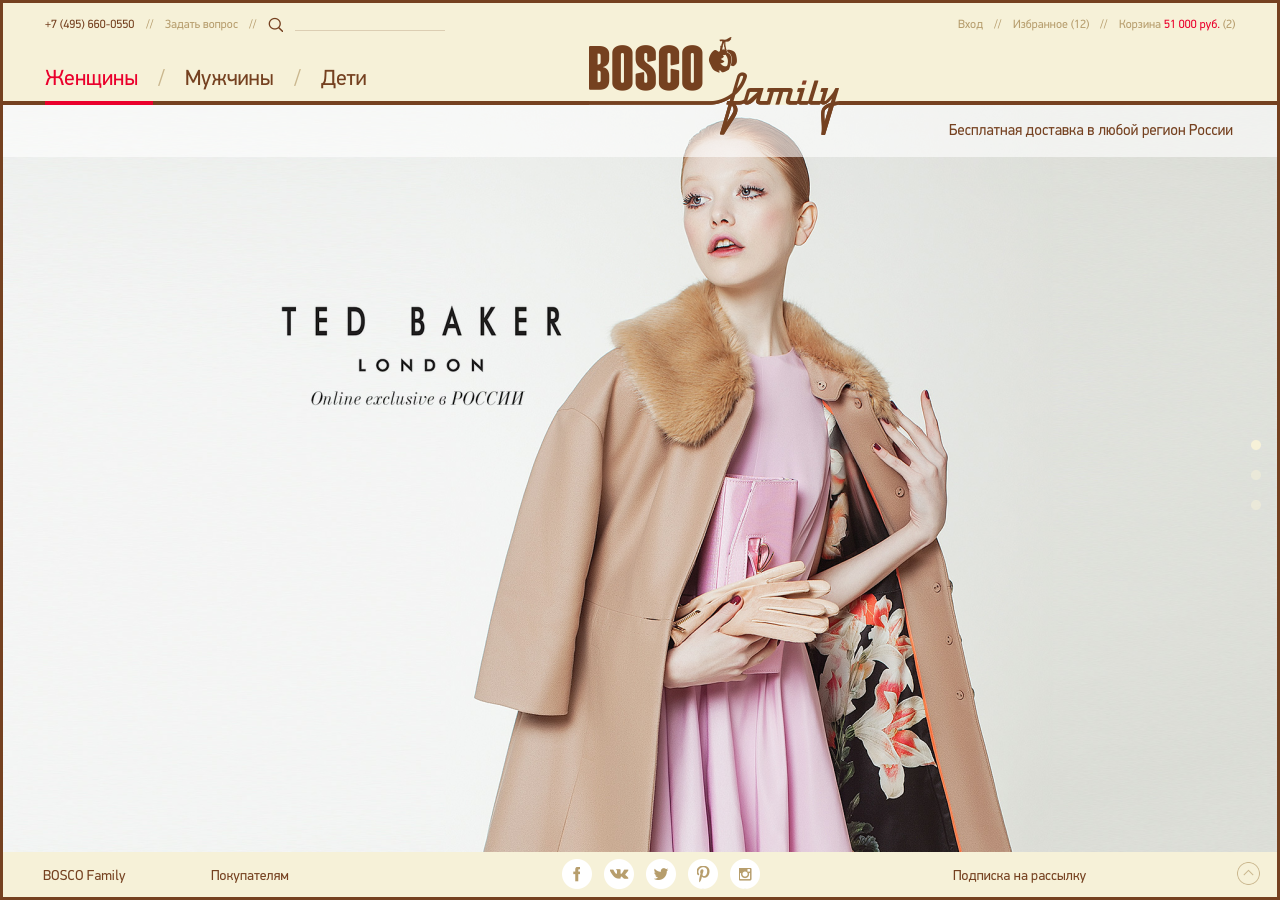 +7 (495) 660-0550 // Задать вопрос //
Вход // Избранное (12) // Корзина 51 000 руб. (2)
Женщины / Мужчины / Дети
BOSCO
family
Бесплатная доставка в любой регион России
TED BAKER
LONDON
Online exclusive в РОССИИ
BOSCO Family
Покупателям
Подписка на рассылку